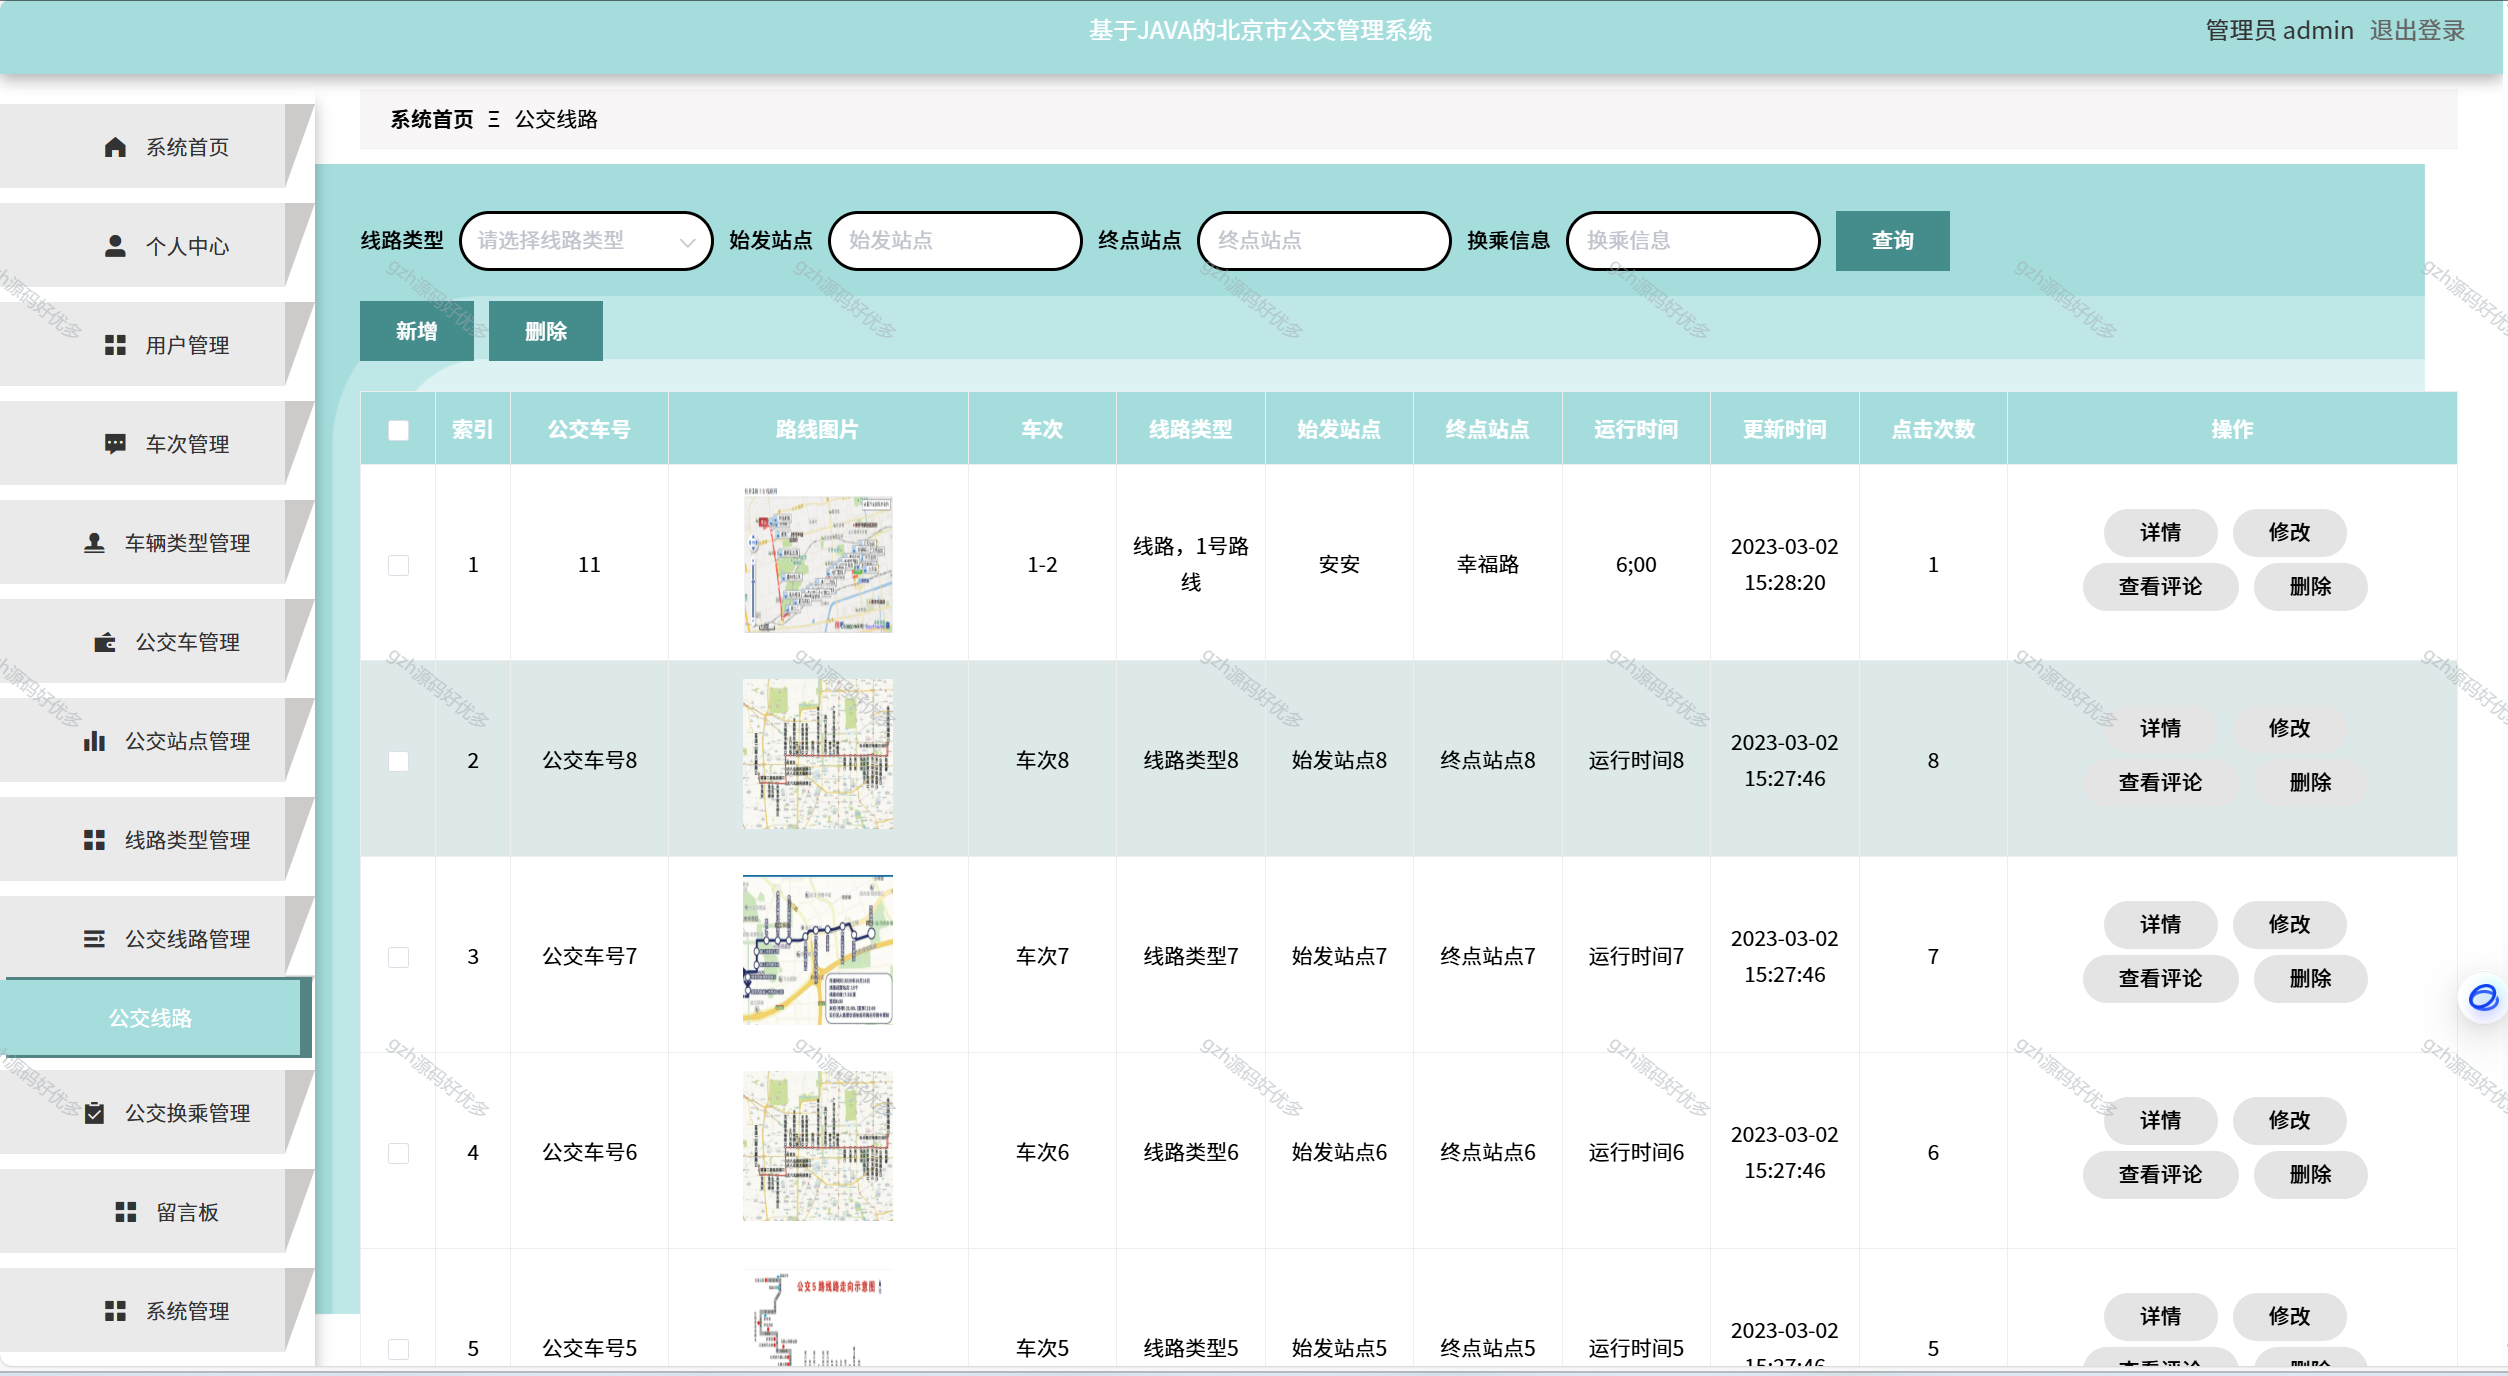 基于JAVA的北京市公交管理系统
管理员 admin 退出登录
系统首页 Ξ 公交线路
系统首页
个人中心
用户管理
车次管理
车辆类型管理
公交车管理
公交站点管理
线路类型管理
公交线路管理
公交线路
公交换乘管理
留言板
系统管理
线路类型 请选择线路类型 始发站点 始发站点 终点站点 终点站点 换乘信息 换乘信息 查询
新增 删除
索引 公交车号 路线图片 车次 线路类型 始发站点 终点站点 运行时间 更新时间 点击次数 操作
1 11 1-2 线路，1号路线 安安 幸福路 6;00 2023-03-02 15:28:20 1 详情 修改 查看评论 删除
2 公交车号8 车次8 线路类型8 始发站点8 终点站点8 运行时间8 2023-03-02 15:27:46 8 详情 修改 查看评论 删除
3 公交车号7 车次7 线路类型7 始发站点7 终点站点7 运行时间7 2023-03-02 15:27:46 7 详情 修改 查看评论 删除
4 公交车号6 车次6 线路类型6 始发站点6 终点站点6 运行时间6 2023-03-02 15:27:46 6 详情 修改 查看评论 删除
公交5路线路走向示意图
5 公交车号5 车次5 线路类型5 始发站点5 终点站点5 运行时间5 2023-03-02 15:27:46 5 详情 修改 查看评论 删除
gzh源码好优多